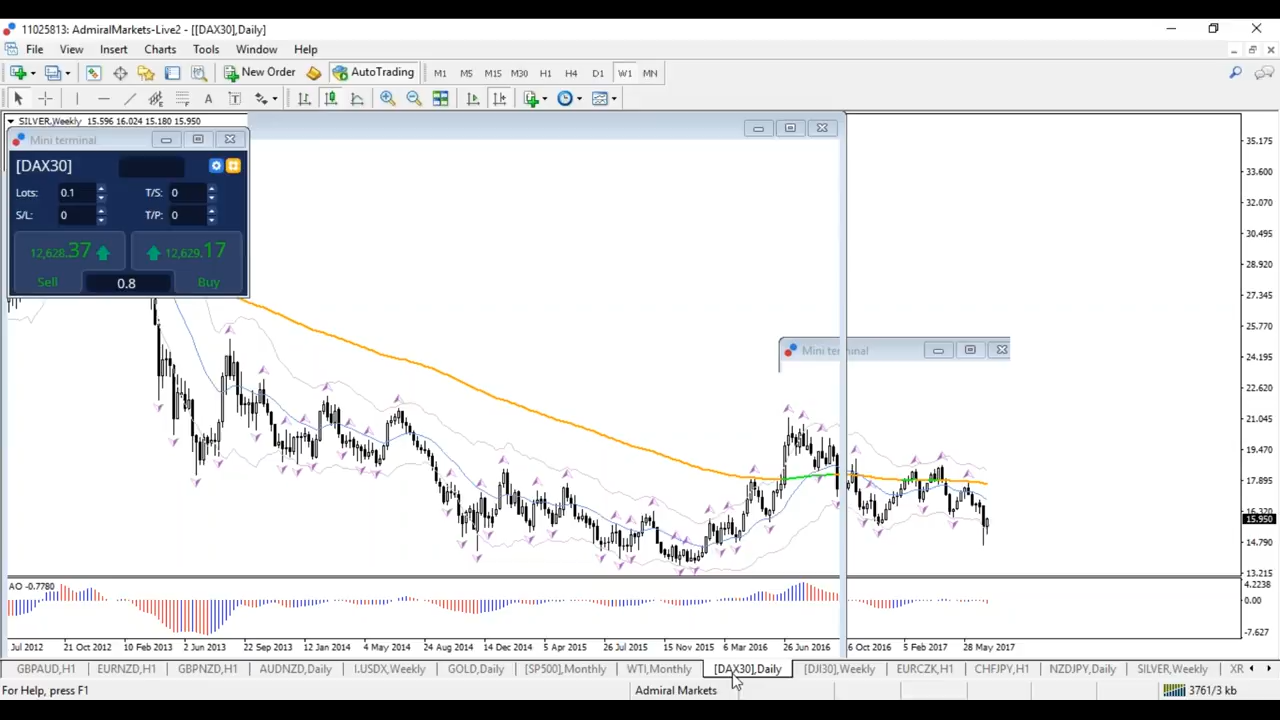 11025813: AdmiralMarkets-Live2 - [[DAX30],Daily]
File View Insert Charts Tools Window Help
New Order AutoTrading M1 M5 M15 M30 H1 H4 D1 W1 MN
A T
SILVER,Weekly 15.596 16.024 15.180 15.950
Mini terminal
[DAX30]
Lots: 0.1 T/S: 0
S/L: 0 T/P: 0
12,628.37 12,629.17
Sell 0.8 Buy
Mini terminal
35.175
33.600
32.070
30.495
28.920
27.345
25.770
24.195
22.620
21.045
19.470
17.895
16.320
15.950
14.790
13.215
AO -0.7780
4.2238
0.00
-7.627
Jul 2012 21 Oct 2012 10 Feb 2013 2 Jun 2013 22 Sep 2013 12 Jan 2014 4 May 2014 24 Aug 2014 14 Dec 2014 5 Apr 2015 26 Jul 2015 15 Nov 2015 6 Mar 2016 26 Jun 2016 6 Oct 2016 5 Feb 2017 28 May 2017
GBPAUD,H1 EURNZD,H1 GBPNZD,H1 AUDNZD,Daily I.USDX,Weekly GOLD,Daily [SP500],Monthly WTI,Monthly [DAX30],Daily [DJI30],Weekly EURCZK,H1 CHFJPY,H1 NZDJPY,Daily SILVER,Weekly XR
For Help, press F1 Admiral Markets 3761/3 kb